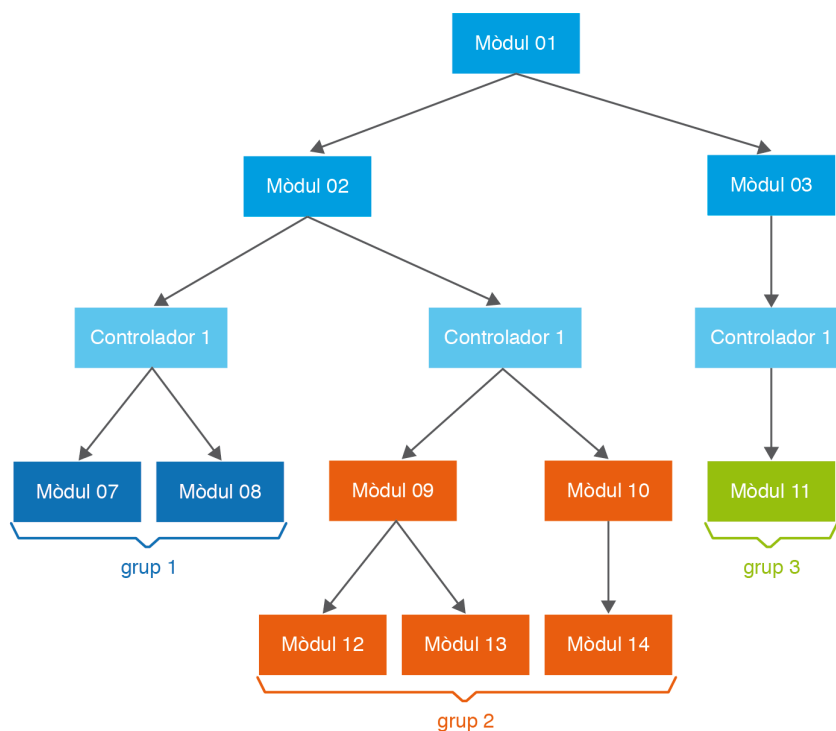 Mòdul 01
Mòdul 02
Mòdul 03
Controlador 1
Controlador 1
Controlador 1
Mòdul 07
Mòdul 08
Mòdul 09
Mòdul 10
Mòdul 11
grup 1
grup 3
Mòdul 12
Mòdul 13
Mòdul 14
grup 2